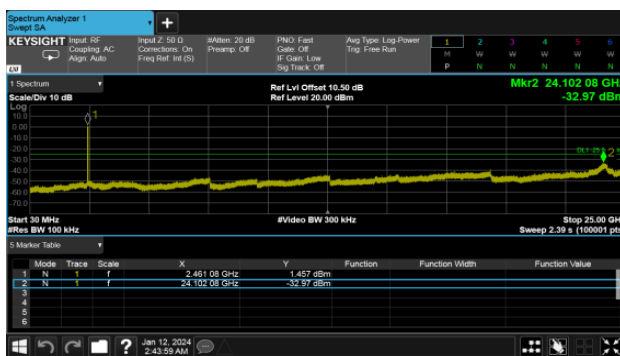 Spectrum Analyzer 1
Swept SA
KEYSIGHT Input: RF Input Z: 50 Ω #Atten: 20 dB PNO: Fast Avg Type: Log-Power 1 2 3 4 5 6
Coupling: AC Corrections: On Preamp: Off Gate: Off Trig: Free Run M W W W W W
Align: Auto Freq Ref: Int (S) IF Gain: Low P N N N N N
Sig Track: Off
LXI
1 Spectrum Ref Lvl Offset 10.50 dB Mkr2 24.102 08 GHz
Scale/Div 10 dB Ref Level 20.00 dBm -32.97 dBm
Log
10.0
0.00
-10.0
-20.0
-30.0
-40.0
-50.0
-60.0
-70.0
1
2
Start 30 MHz #Video BW 300 kHz Stop 25.00 GH
#Res BW 100 kHz Sweep 2.39 s (100001 pts
5 Marker Table
Mode Trace Scale X Y Function Function Width Function Value
1 N 1 f 2.461 08 GHz 1.457 dBm
2 N 1 f 24.102 08 GHz -32.97 dBm
3
4
5
6
? Jan 12, 2024
2:43:59 AM